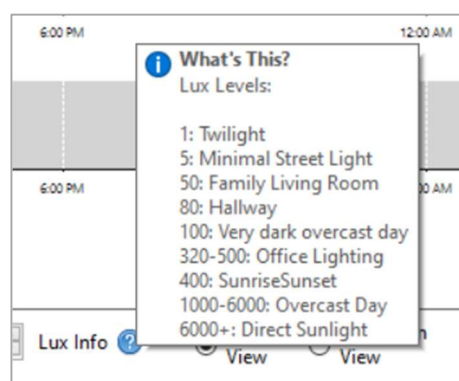 6:00 PM
12:00 AM
What's This?
Lux Levels:
1: Twilight
5: Minimal Street Light
50: Family Living Room
80: Hallway
100: Very dark overcast day
320-500: Office Lighting
400: SunriseSunset
1000-6000: Overcast Day
6000+: Direct Sunlight
6:00 PM
AM
Lux Info
View
View